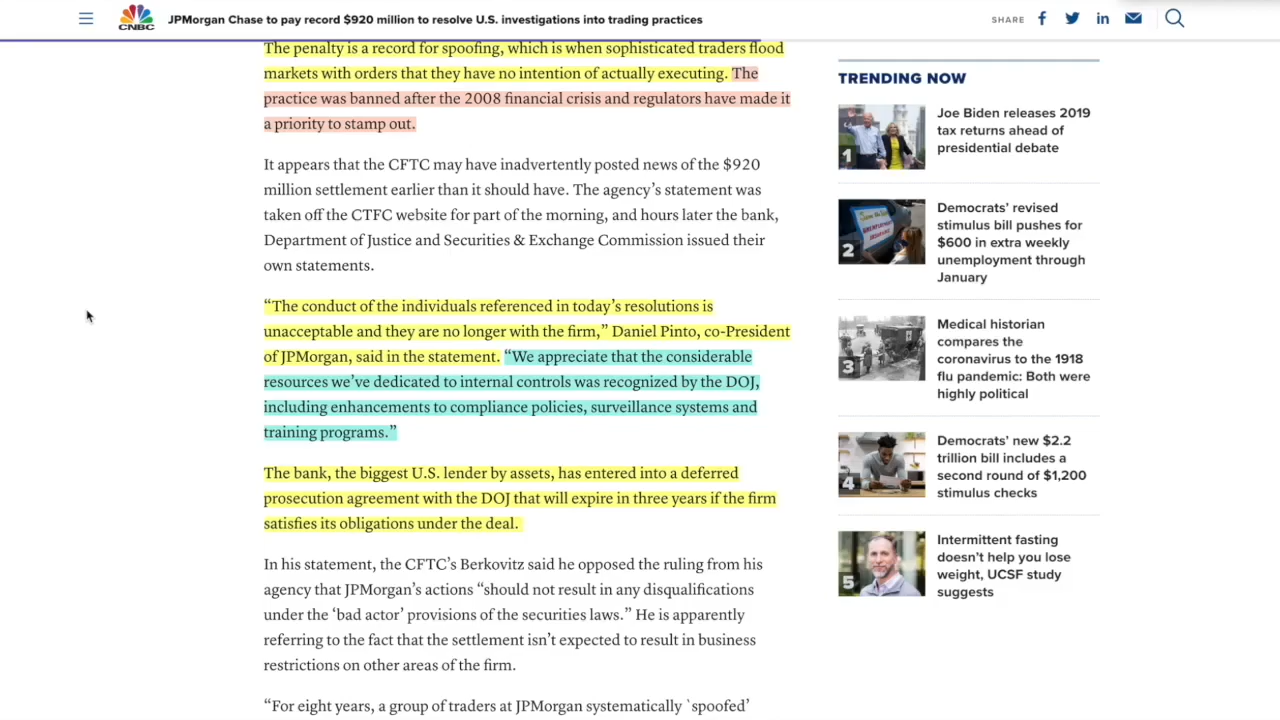 CNBC
JPMorgan Chase to pay record $920 million to resolve U.S. investigations into trading practices
SHARE
The penalty is a record for spoofing, which is when sophisticated traders flood
markets with orders that they have no intention of actually executing. The
practice was banned after the 2008 financial crisis and regulators have made it
a priority to stamp out.
It appears that the CFTC may have inadvertently posted news of the $920
million settlement earlier than it should have. The agency’s statement was
taken off the CTFC website for part of the morning, and hours later the bank,
Department of Justice and Securities & Exchange Commission issued their
own statements.
“The conduct of the individuals referenced in today’s resolutions is
unacceptable and they are no longer with the firm,” Daniel Pinto, co-President
of JPMorgan, said in the statement. “We appreciate that the considerable
resources we’ve dedicated to internal controls was recognized by the DOJ,
including enhancements to compliance policies, surveillance systems and
training programs.”
The bank, the biggest U.S. lender by assets, has entered into a deferred
prosecution agreement with the DOJ that will expire in three years if the firm
satisfies its obligations under the deal.
In his statement, the CFTC’s Berkovitz said he opposed the ruling from his
agency that JPMorgan’s actions “should not result in any disqualifications
under the ‘bad actor’ provisions of the securities laws.” He is apparently
referring to the fact that the settlement isn’t expected to result in business
restrictions on other areas of the firm.
“For eight years, a group of traders at JPMorgan systematically `spoofed’
TRENDING NOW
1
Joe Biden releases 2019
tax returns ahead of
presidential debate
2
Democrats’ revised
stimulus bill pushes for
$600 in extra weekly
unemployment through
January
3
Medical historian
compares the
coronavirus to the 1918
flu pandemic: Both were
highly political
4
Democrats’ new $2.2
trillion bill includes a
second round of $1,200
stimulus checks
5
Intermittent fasting
doesn’t help you lose
weight, UCSF study
suggests